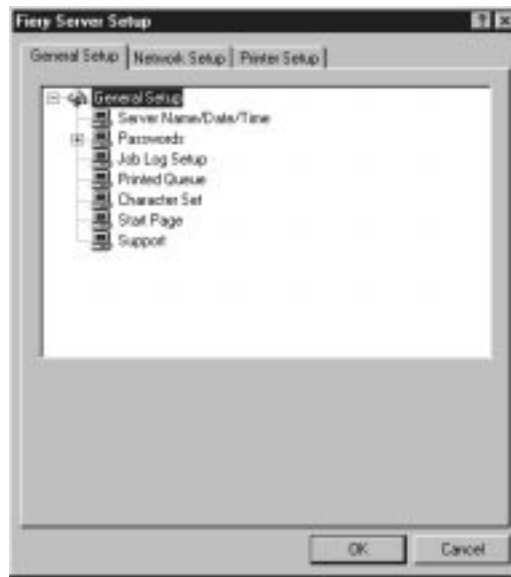 Fiery Server Setup
General Setup Network Setup Printer Setup
General Setup
Server Name/Date/Time
Passwords
Job Log Setup
Printed Queue
Character Set
Start Page
Support
OK Cancel